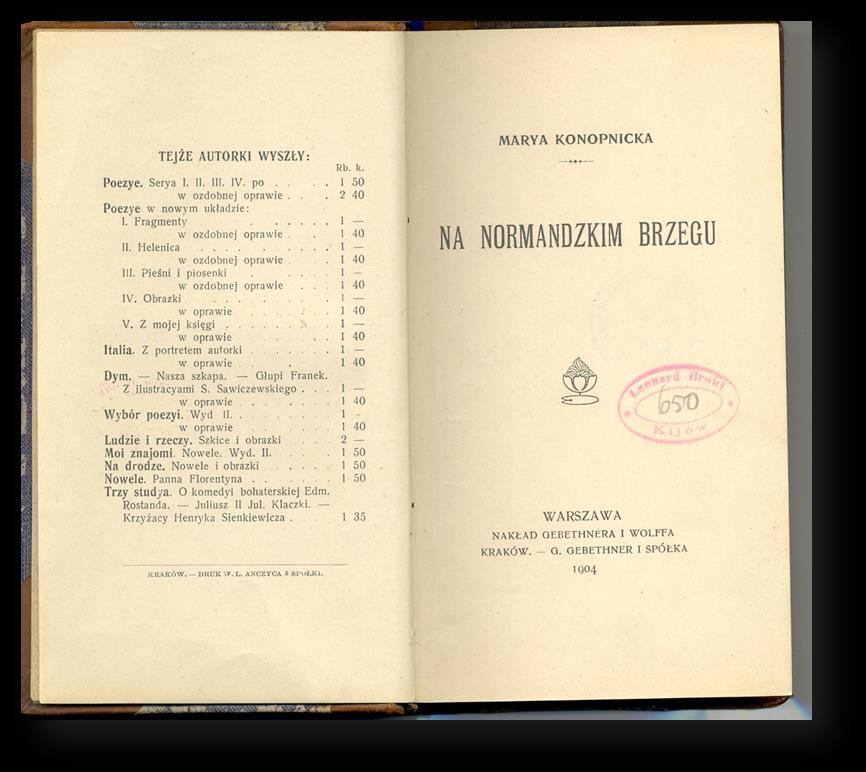 TEJŻE AUTORKI WYSZŁY:
Rb. k.
Poezye. Serya I. II. III. IV. po . . . . 1 50
w ozdobnej oprawie . . . 2 40
Poezye w nowym układzie:
I. Fragmenty . . . . . . 1 —
w ozdobnej oprawie . . 1 40
II. Helenica . . . . . . . 1 —
w ozdobnej oprawie . . 1 40
III. Pieśni i piosenki . . . . . 1 —
w ozdobnej oprawie . . . 1 40
IV. Obrazki . . . . . . . . 1 —
w oprawie . . . . . . 1 40
V. Z mojej księgi . . . . . . . 1 —
w oprawie . . . . . . 1 40
Italia. Z portretem autorki . . . . . . 1 —
w oprawie . . . . . . 1 40
Dym. — Nasza szkapa. — Głupi Franek.
Z ilustracyami S. Sawiczewskiego . . . 1 —
w oprawie . . . . . . . 1 40
Wybór poezyi. Wyd II. . . . . . . . 1 -
w oprawie . . . . . . . 1 40
Ludzie i rzeczy. Szkice i obrazki . . . 2 —
Moi znajomi. Nowele. Wyd. II. . . . . 1 50
Na drodze. Nowele i obrazki . . . . . 1 50
Nowele. Panna Florentyna . . . . . . 1 50
Trzy studya. O komedyi bohaterskiej Edm.
Rostanda. — Juliusz II Jul. Klaczki. —
Krzyżacy Henryka Sienkiewicza . . . 1 35
KRAKÓW. — DRUK W. L. ANCZYCA I SPÓŁKI.
MARYA KONOPNICKA
NA NORMANDZKIM BRZEGU
Leonard Brokl
650
Kijów.
WARSZAWA
NAKŁAD GEBETHNERA I WOLFFA
KRAKÓW. — G. GEBETHNER I SPÓŁKA
1904